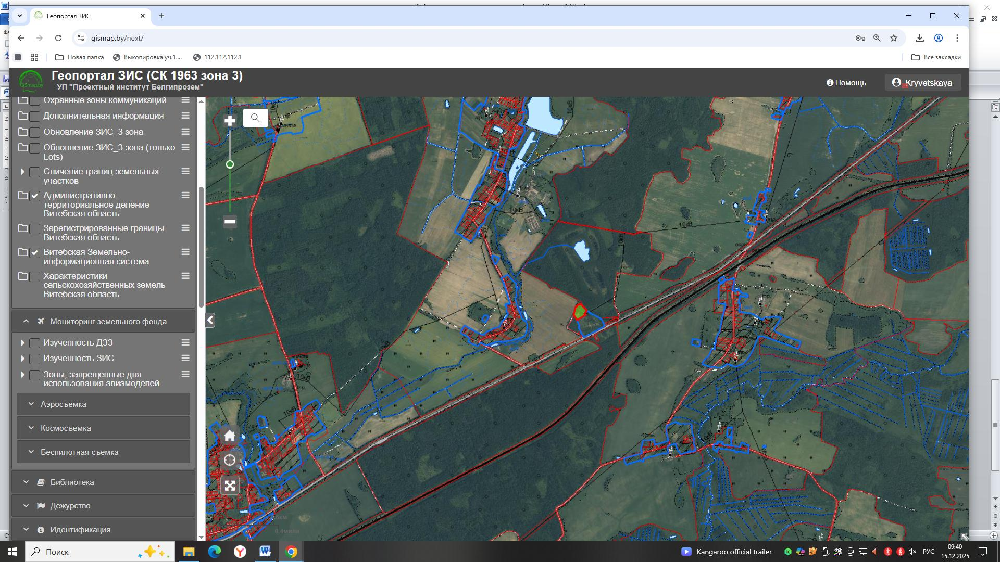 Геопортал ЗИС
gismap.by/next/
Новая папка
Выкопировка уч.1....
112.112.112.1
Все закладки
Геопортал ЗИС (СК 1963 зона 3)
УП "Проектный институт Белгипрозем"
Помощь
Kryvetskaya
Охранные зоны коммуникаций
Дополнительная информация
Обновление ЗИС_3 зона
Обновление ЗИС_3 зона (только
Lots)
Сличение границ земельных
участков
Административно-
территориальное деление
Витебская область
Зарегистрированные границы
Витебская область
Витебская Земельно-
информационная система
Характеристики
сельскохозяйственных земель
Витебская область
Мониторинг земельного фонда
Изученность ДЗЗ
Изученность ЗИС
Зоны, запрещенные для
использования авиамоделей
Аэросъёмка
Космосъёмка
Беспилотная съёмка
Библиотека
Дежурство
Идентификация
10кВ
10кВ
10кВ
10кВ
10кВ
10кВ
10кВ
0.4мили
Поиск
Kangaroo official trailer
РУС
09:40
15.12.2025